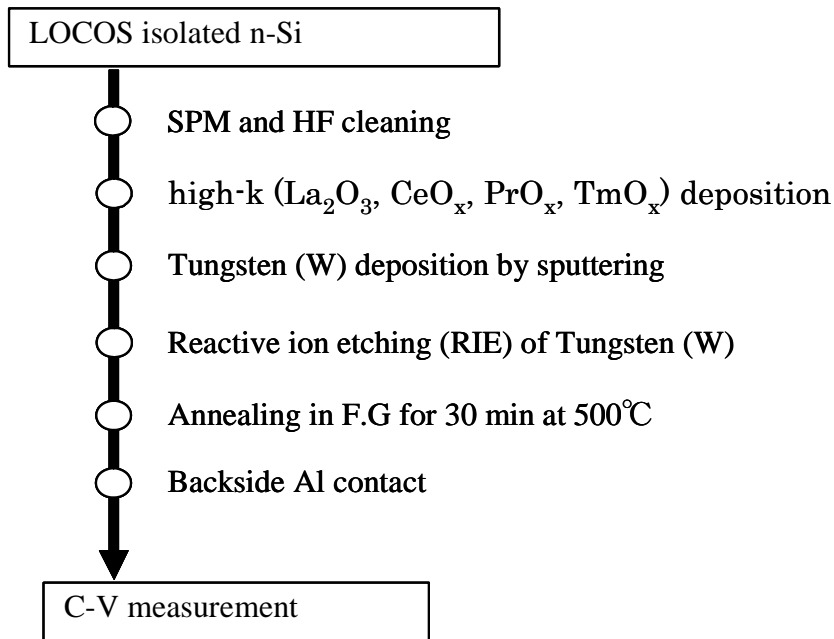 LOCOS isolated n-Si
SPM and HF cleaning
high-k (La₂O₃, CeOₓ, PrOₓ, TmOₓ) deposition
Tungsten (W) deposition by sputtering
Reactive ion etching (RIE) of Tungsten (W)
Annealing in F.G for 30 min at 500℃
Backside Al contact
C-V measurement